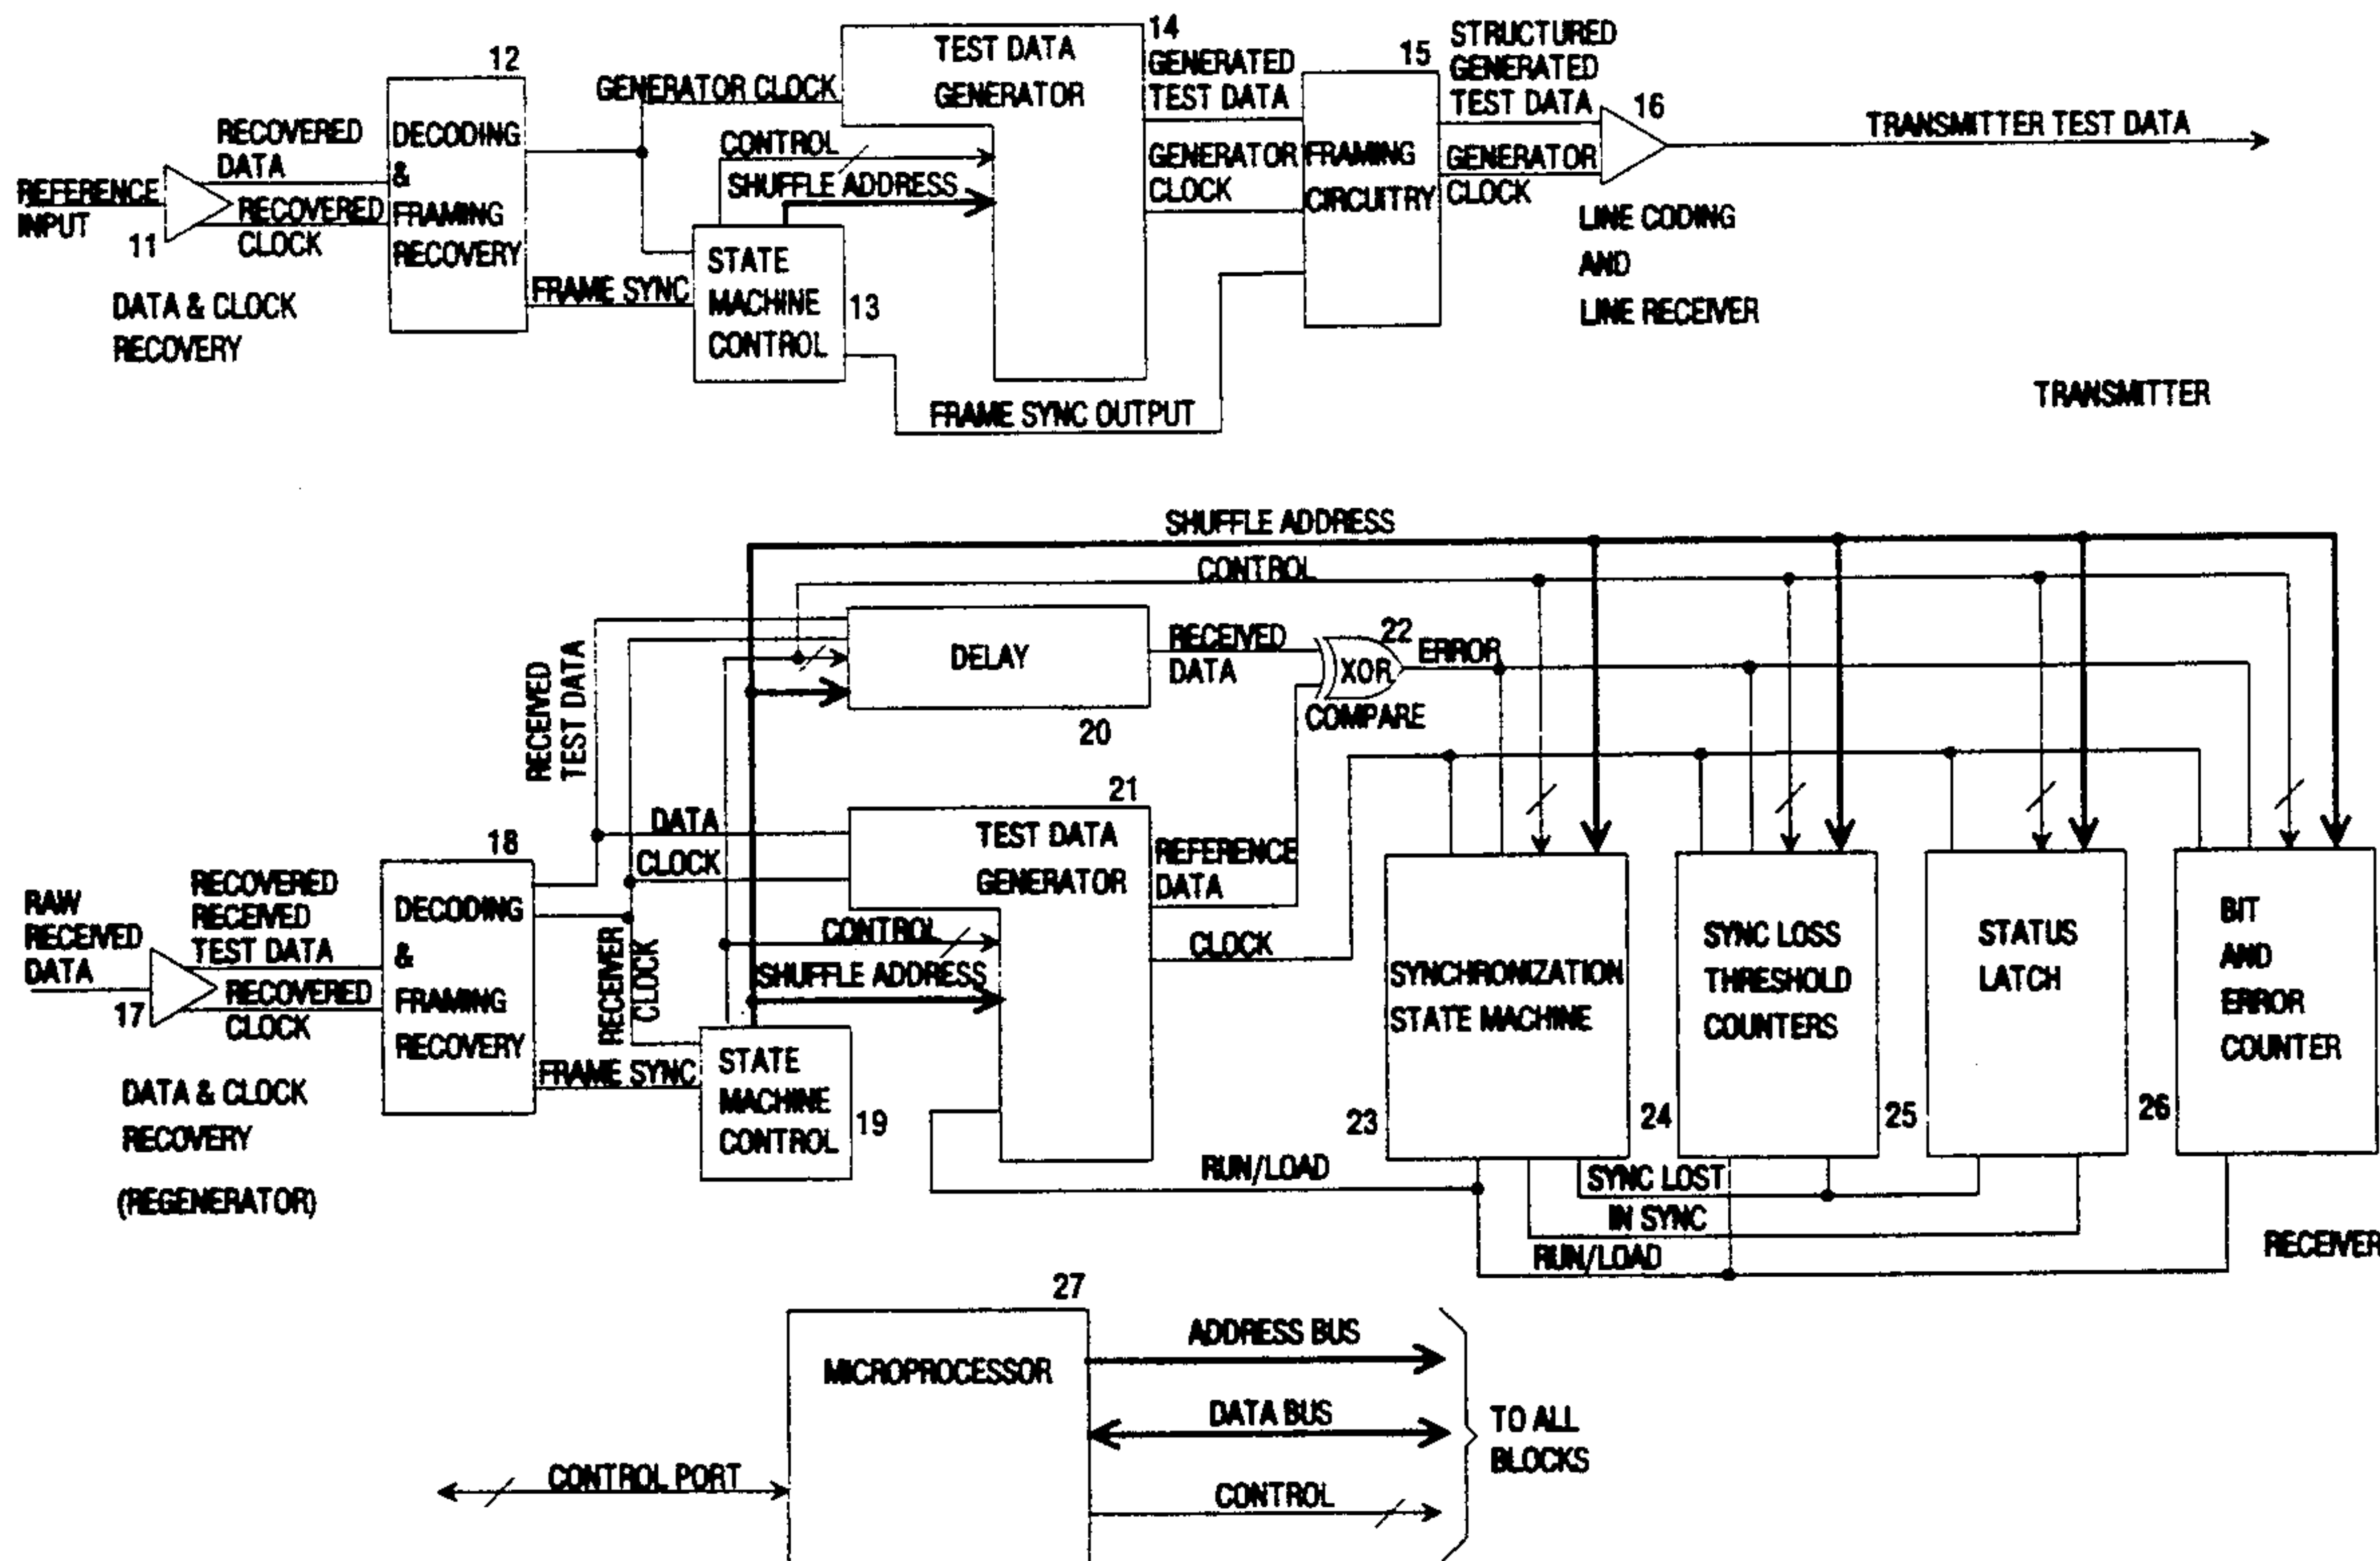 12
RECOVERED
DATA
REFERENCE
INPUT
11
RECOVERED
CLOCK
DATA & CLOCK
RECOVERY
DECODING
&
FRAMING
RECOVERY
GENERATOR CLOCK
FRAME SYNC
CONTROL
SHUFFLE ADDRESS
STATE
MACHINE
CONTROL
13
TEST DATA
GENERATOR
14
GENERATED
TEST DATA
GENERATOR
CLOCK
FRAME SYNC OUTPUT
15
FRAMING
CIRCUITRY
STRUCTURED
GENERATED
TEST DATA
GENERATOR
CLOCK
16
LINE CODING
AND
LINE RECEIVER
TRANSMITTER TEST DATA
TRANSMITTER
SHUFFLE ADDRESS
CONTROL
DELAY
20
RECEIVED
DATA
22
XOR
ERROR
COMPARE
RECEIVED
TEST DATA
21
DATA
CLOCK
TEST DATA
GENERATOR
REFERENCE
DATA
CLOCK
CONTROL
SHUFFLE ADDRESS
RAW
RECEIVED
DATA
17
RECOVERED
RECEIVED
TEST DATA
RECOVERED
CLOCK
DATA & CLOCK
RECOVERY
(REGENERATOR)
18
DECODING
&
FRAMING
RECOVERY
RECEIVER
CLOCK
FRAME SYNC
STATE
MACHINE
CONTROL
19
RUN/LOAD
SYNCHRONIZATION
STATE MACHINE
23
SYNC LOSS
THRESHOLD
COUNTERS
24
STATUS
LATCH
25
BIT
AND
ERROR
COUNTER
26
SYNC LOST
IN SYNC
RUN/LOAD
RECEIVER
27
MICROPROCESSOR
CONTROL PORT
ADDRESS BUS
DATA BUS
CONTROL
TO ALL
BLOCKS